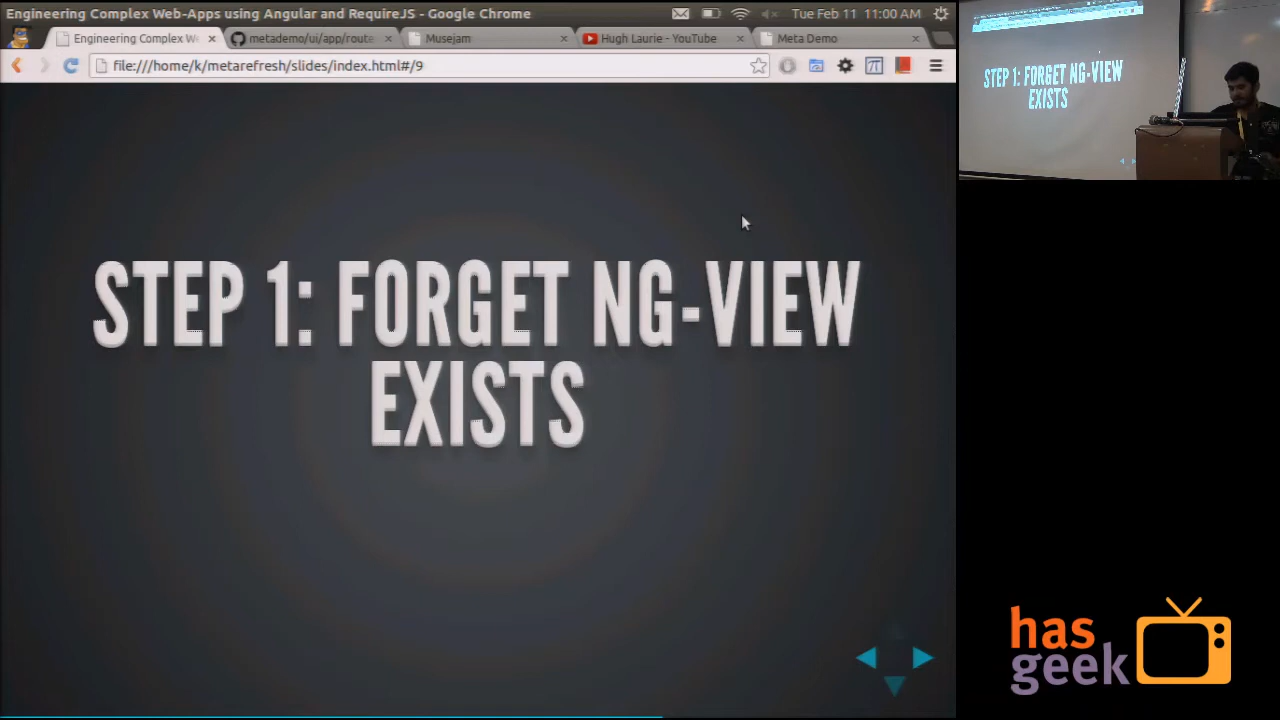 Engineering Complex Web-Apps using Angular and RequireJS - Google Chrome
Tue Feb 11 11:00 AM
Engineering Complex We
metademo/ui/app/route
Musejam
Hugh Laurie - YouTube
Meta Demo
file:///home/k/metarefresh/slides/index.html#/9
STEP 1: FORGET NG-VIEW
EXISTS
STEP 1: FORGET NG-VIEW
EXISTS
has
geek